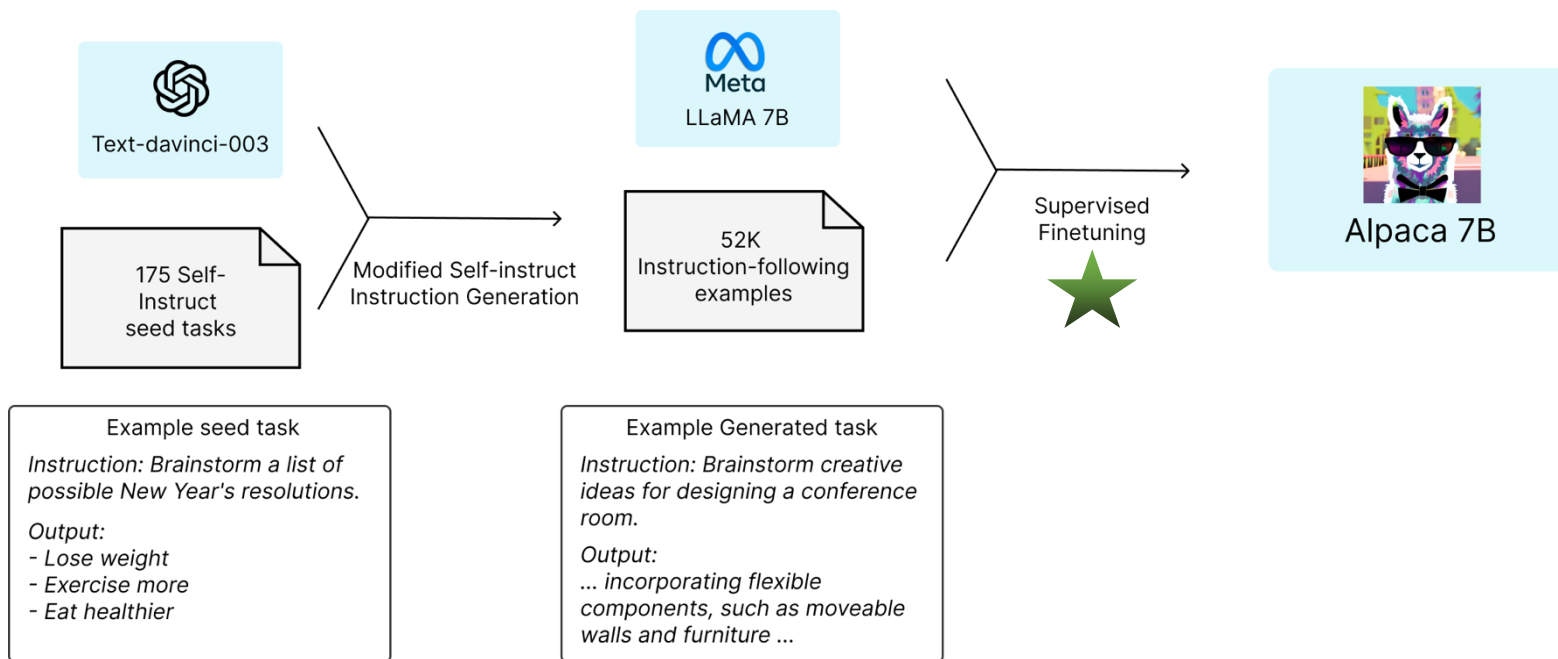 Text-davinci-003
175 Self-
Instruct
seed tasks
Modified Self-instruct
Instruction Generation
Meta
LLaMA 7B
52K
Instruction-following
examples
Supervised
Finetuning
Alpaca 7B
Example seed task
Instruction: Brainstorm a list of
possible New Year's resolutions.
Output:
- Lose weight
- Exercise more
- Eat healthier
Example Generated task
Instruction: Brainstorm creative
ideas for designing a conference
room.
Output:
... incorporating flexible
components, such as moveable
walls and furniture ...